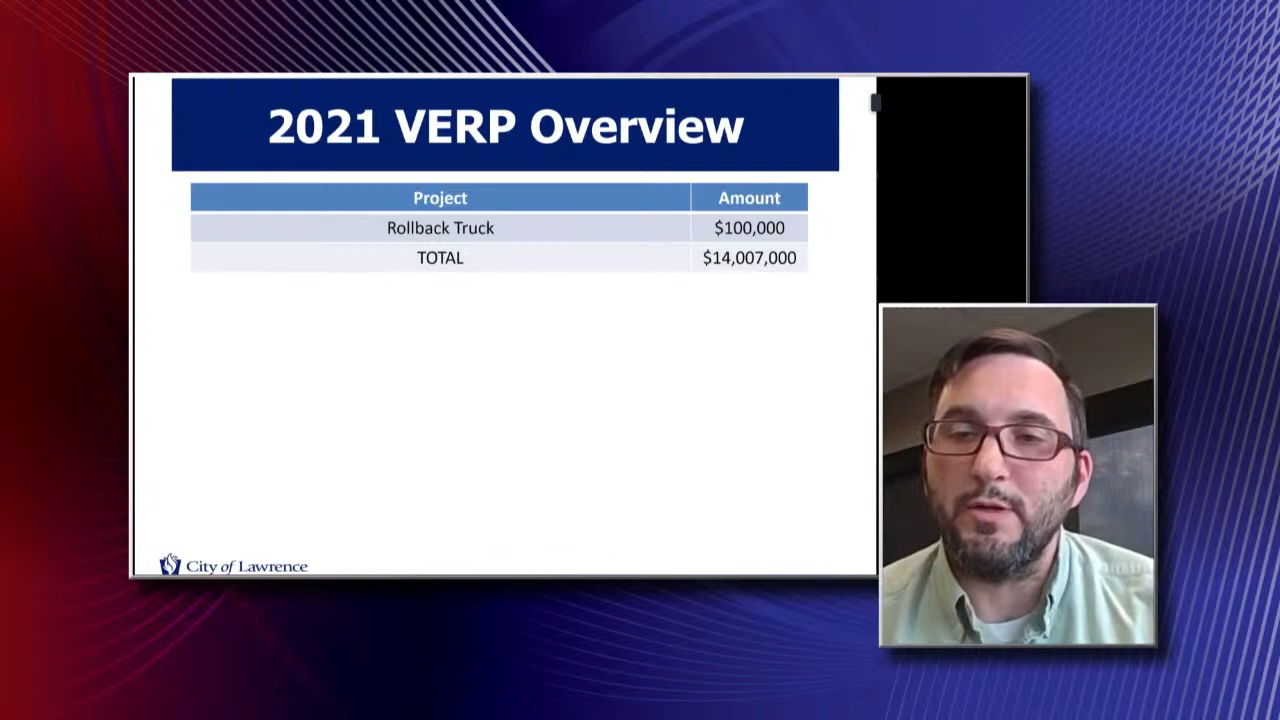 2021 VERP Overview
Project Amount
Rollback Truck $100,000
TOTAL $14,007,000
City of Lawrence